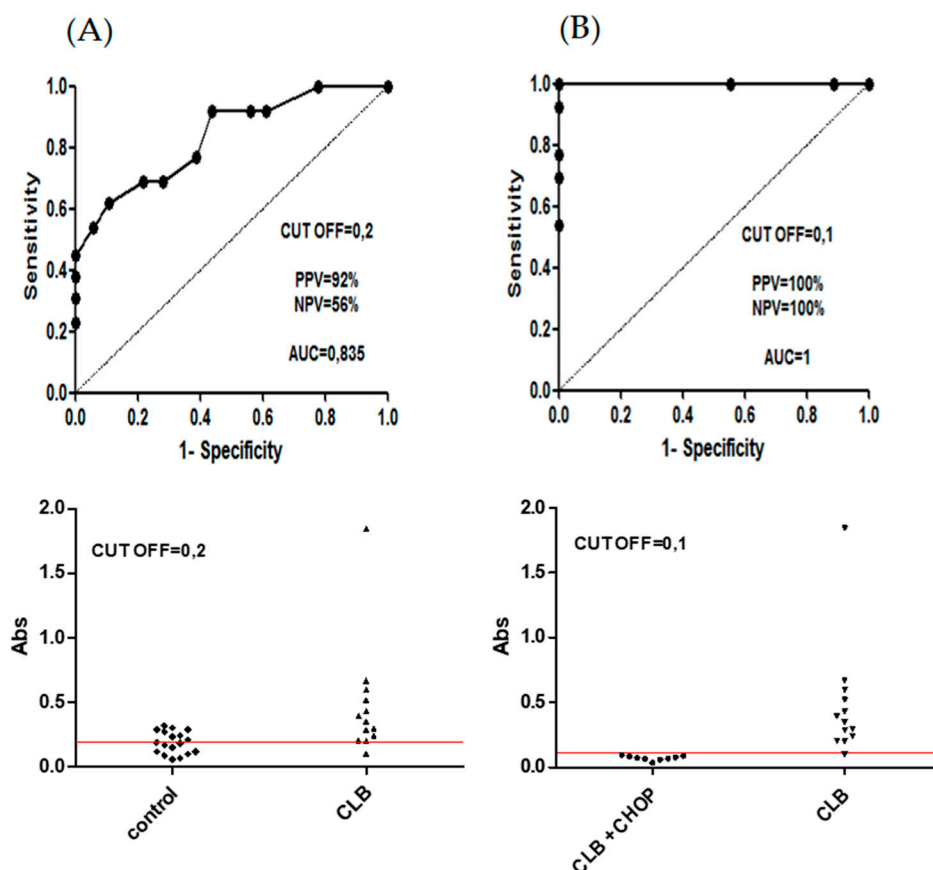 (A)
1.0
0.8
0.6
0.4
0.2
0.0
Sensitivity
CUT OFF=0,2
PPV=92%
NPV=56%
AUC=0,835
0.0 0.2 0.4 0.6 0.8 1.0
1- Specificity
(B)
1.0
0.8
0.6
0.4
0.2
0.0
Sensitivity
CUT OFF=0,1
PPV=100%
NPV=100%
AUC=1
0.0 0.2 0.4 0.6 0.8 1.0
1- Specificity
2.0
1.5
1.0
0.5
0.0
Abs
CUT OFF=0,2
control
CLB
2.0
1.5
1.0
0.5
0.0
Abs
CUT OFF=0,1
CLB +CHOP
CLB